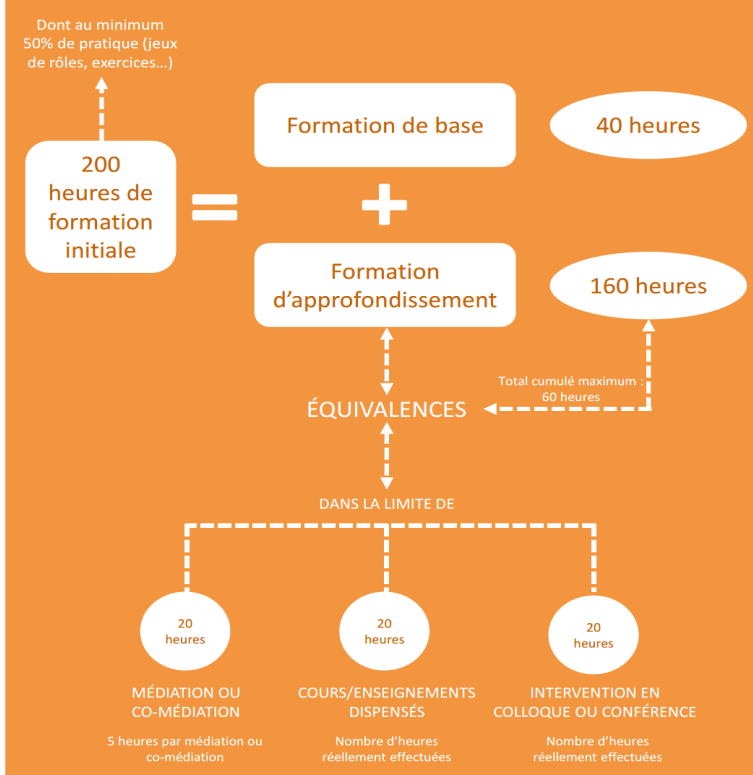 Dont au minimum
50% de pratique (jeux
de rôles, exercices...)
200
heures de
formation
initiale
=
Formation de base
40 heures
+
Formation
d’approfondissement
160 heures
Total cumulé maximum :
60 heures
ÉQUIVALENCES
DANS LA LIMITE DE
20
heures
20
heures
20
heures
MÉDIATION OU
CO-MÉDIATION
5 heures par médiation ou
co-médiation
COURS/ENSEIGNEMENTS
DISPENSÉS
Nombre d’heures
réellement effectuées
INTERVENTION EN
COLLOQUE OU CONFÉRENCE
Nombre d’heures
réellement effectuées